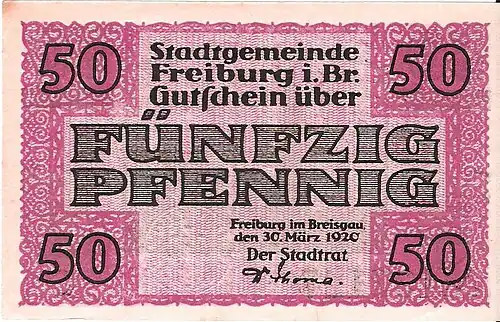 50 Stadtgemeinde 50
Freiburg i. Br.
Gutſchein über
FÜNFZIG
PFENNIG
Freiburg im Breisgau,
den 30. März 1920
50 Der Stadtrat 50
Thoma.